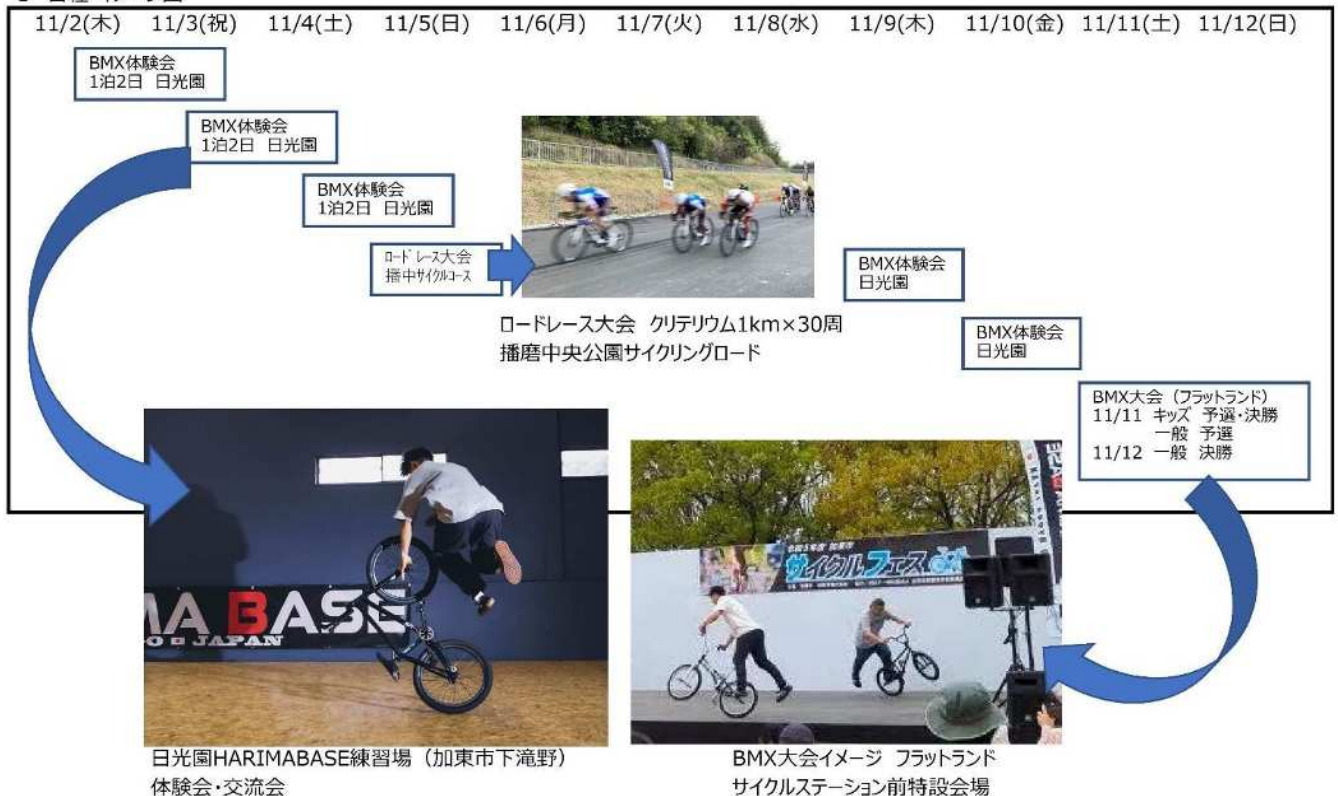 11/2(木) 11/3(祝) 11/4(土) 11/5(日) 11/6(月) 11/7(火) 11/8(水) 11/9(木) 11/10(金) 11/11(土) 11/12(日)
BMX体験会
1泊2日 日光園
BMX体験会
1泊2日 日光園
BMX体験会
1泊2日 日光園
ロードレース大会
播中サイクルコース
ロードレース大会 クリテリウム1km×30周
播磨中央公園サイクリングロード
BMX体験会
日光園
BMX体験会
日光園
BMX大会(フラットランド)
11/11 キッズ 予選・決勝
一般 予選
11/12 一般 決勝
MA BASE
O JAPAN
サイクルフェス
日光園HARIMABASE練習場(加東市下滝野)
体験会・交流会
BMX大会イメージ フラットランド
サイクルステーション前特設会場